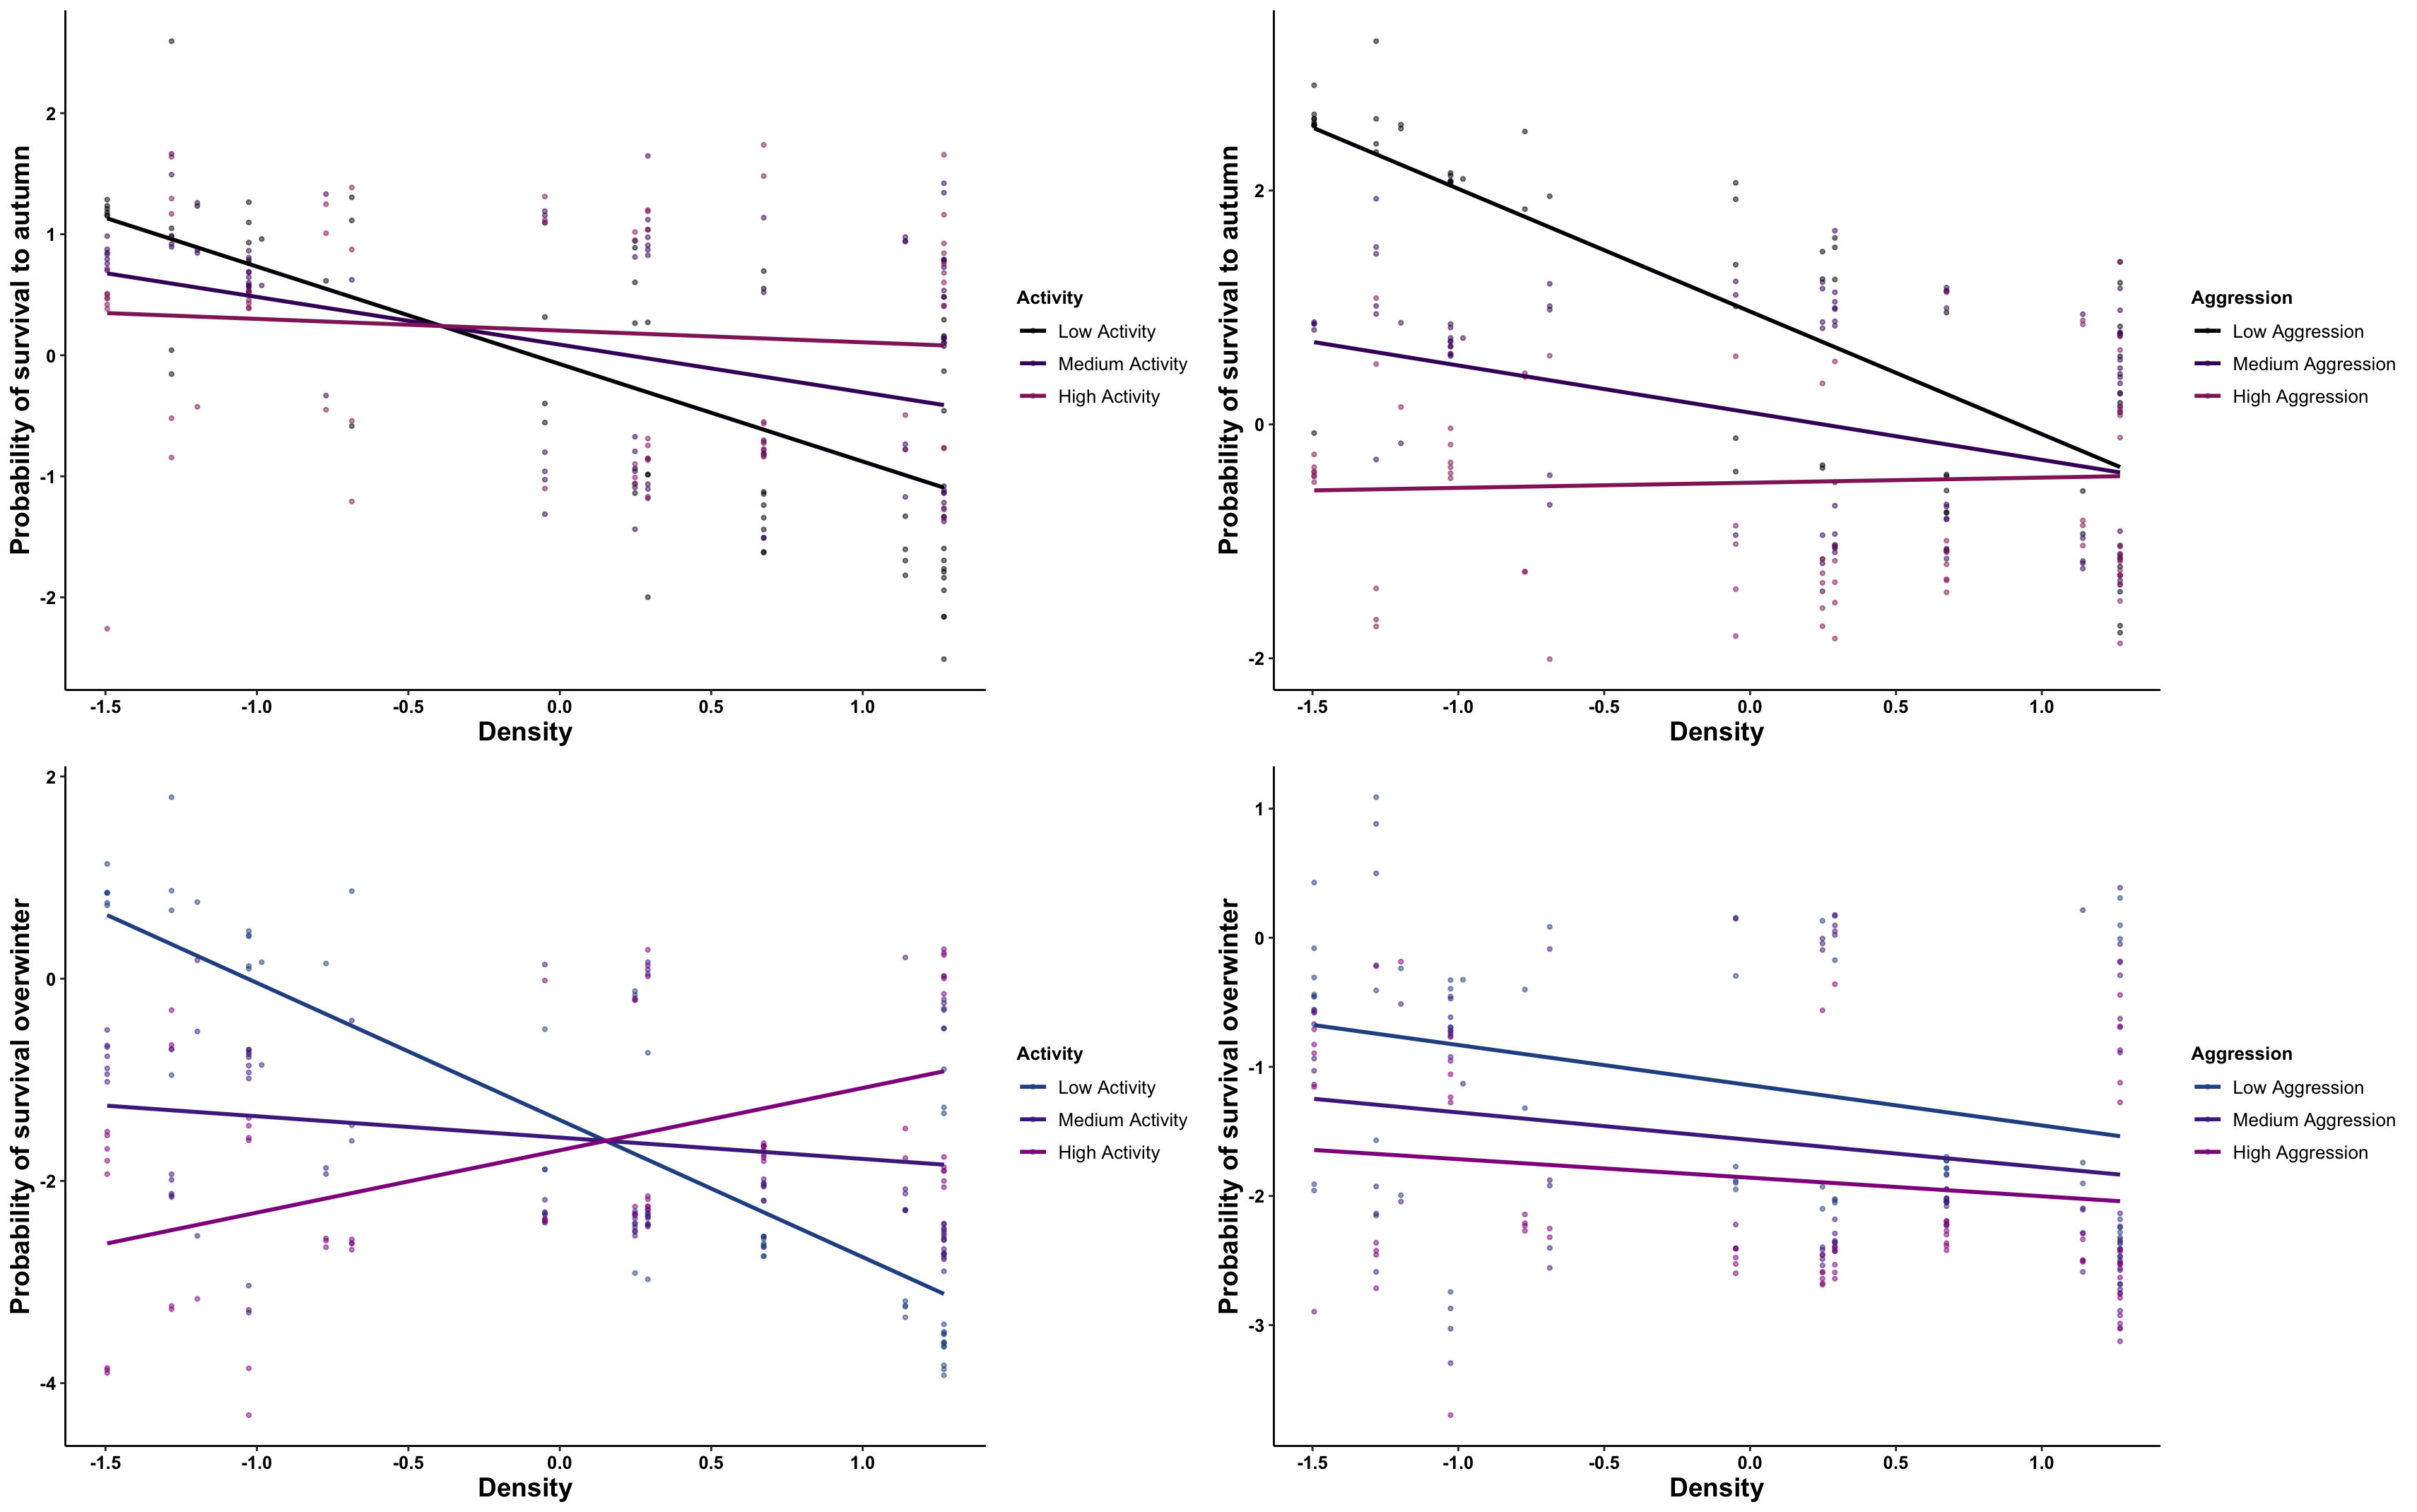 Probability of survival to autumn
2
1
0
-1
-2
-1.5 -1.0 -0.5 0.0 0.5 1.0
Density
Activity
Low Activity
Medium Activity
High Activity
Probability of survival to autumn
2
0
-2
-1.5 -1.0 -0.5 0.0 0.5 1.0
Density
Aggression
Low Aggression
Medium Aggression
High Aggression
Probability of survival overwinter
2
0
-2
-4
-1.5 -1.0 -0.5 0.0 0.5 1.0
Density
Activity
Low Activity
Medium Activity
High Activity
Probability of survival overwinter
1
0
-1
-2
-3
-1.5 -1.0 -0.5 0.0 0.5 1.0
Density
Aggression
Low Aggression
Medium Aggression
High Aggression